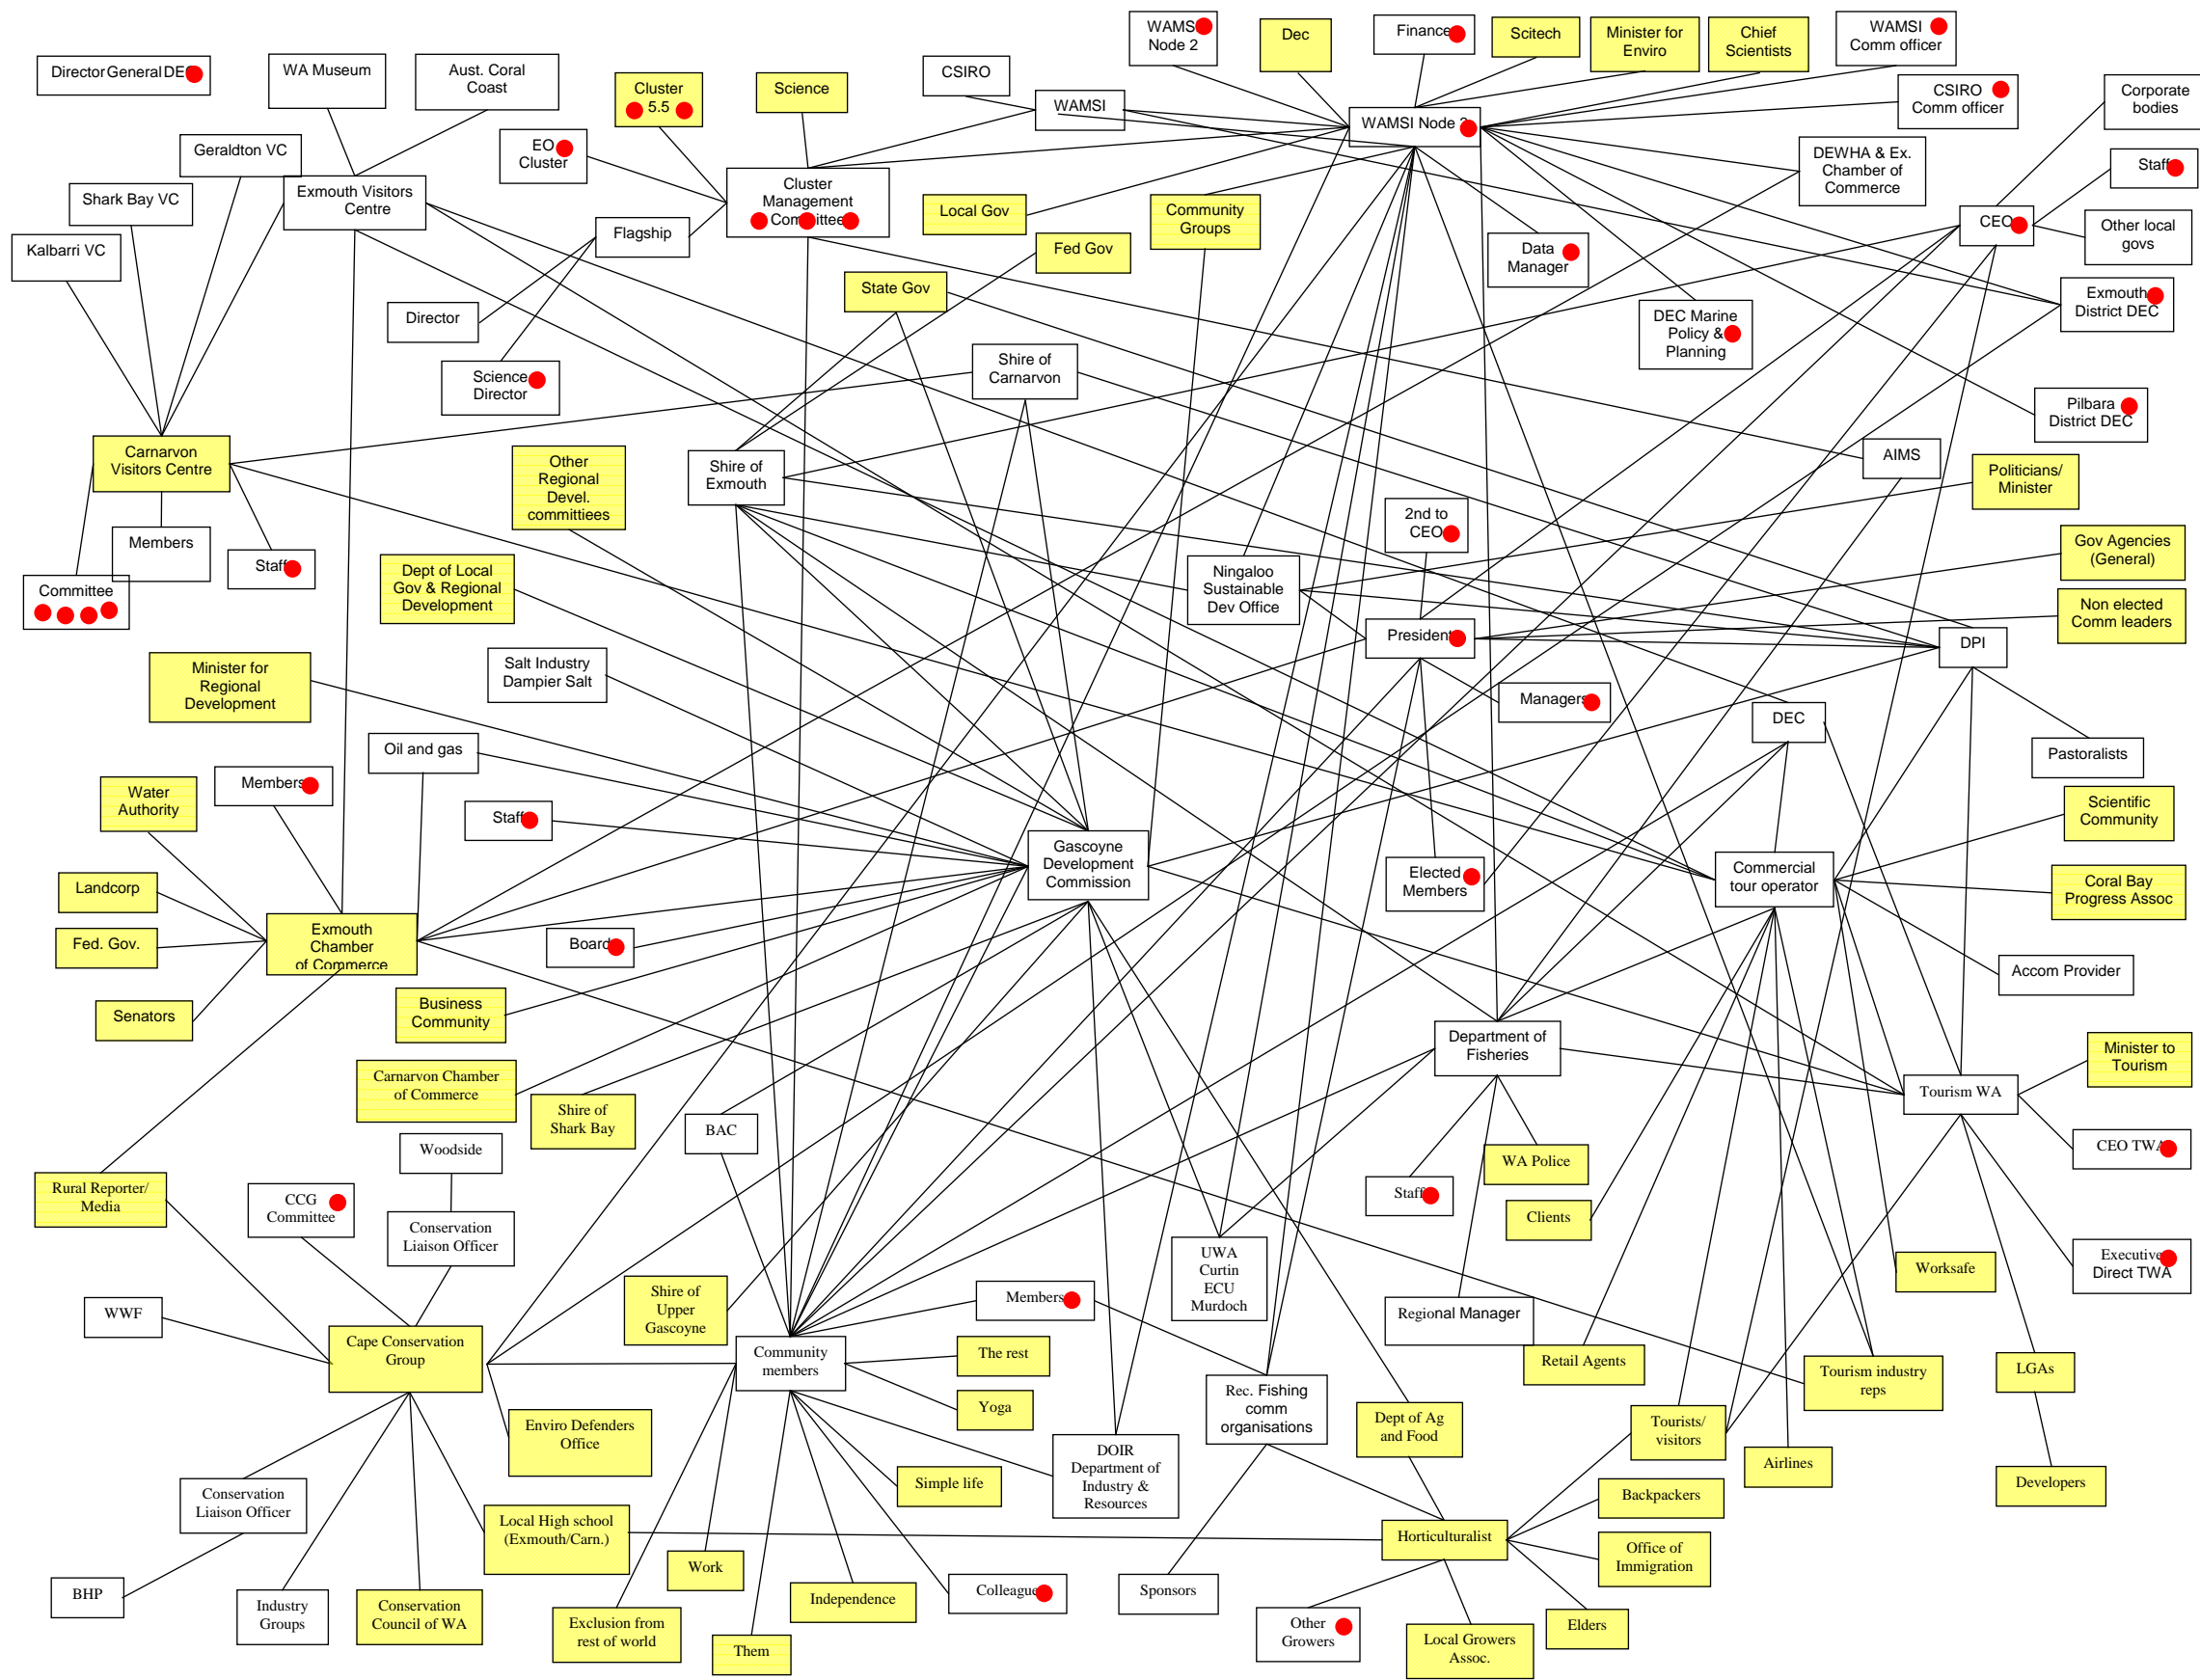 Director General DEC
WA Museum
Aust. Coral
Coast
Cluster
5.5
Science
CSIRO
WAMSI
WAMSI
Node 2
Dec
Finance
Scitech
Minister for
Enviro
Chief
Scientists
WAMSI
Comm officer
CSIRO
Comm officer
Corporate
bodies
Geraldton VC
EO
Cluster
WAMSI Node 3
DEWHA & Ex.
Chamber of
Commerce
Staff
Shark Bay VC
Exmouth Visitors
Centre
Cluster
Management
Committee
Local Gov
Community
Groups
CEO
Other local
govs
Kalbarri VC
Flagship
Fed Gov
Data
Manager
State Gov
Exmouth
District DEC
Director
DEC Marine
Policy &
Planning
Science
Director
Shire of
Carnarvon
Pilbara
District DEC
Carnarvon
Visitors Centre
Other
Regional
Devel.
committiees
Shire of
Exmouth
AIMS
Politicians/
Minister
2nd to
CEO
Members
Staff
Committee
Dept of Local
Gov & Regional
Development
Ningaloo
Sustainable
Dev Office
Gov Agencies
(General)
Non elected
Comm leaders
President
DPI
Minister for
Regional
Development
Salt Industry
Dampier Salt
Managers
DEC
Oil and gas
Pastoralists
Water
Authority
Members
Staff
Scientific
Community
Gascoyne
Development
Commission
Elected
Members
Commercial
tour operator
Landcorp
Coral Bay
Progress Assoc
Fed. Gov.
Exmouth
Chamber
of Commerce
Board
Accom Provider
Senators
Business
Community
Department of
Fisheries
Minister to
Tourism
Carnarvon Chamber
of Commerce
Shire of
Shark Bay
Tourism WA
BAC
CEO TWA
Woodside
WA Police
Rural Reporter/
Media
CCG
Committee
Staff
Clients
Conservation
Liaison Officer
UWA
Curtin
ECU
Murdoch
Executive
Direct TWA
Worksafe
WWF
Shire of
Upper
Gascoyne
Members
Regional Manager
Cape Conservation
Group
Community
members
The rest
Retail Agents
Tourism industry
reps
LGAs
Yoga
Rec. Fishing
comm
organisations
Enviro Defenders
Office
Dept of Ag
and Food
Tourists/
visitors
DOIR
Department of
Industry &
Resources
Airlines
Simple life
Developers
Conservation
Liaison Officer
Backpackers
Local High school
(Exmouth/Carn.)
Horticulturalist
Office of
Immigration
Work
BHP
Industry
Groups
Conservation
Council of WA
Exclusion from
rest of world
Independence
Colleague
Sponsors
Other
Growers
Local Growers
Assoc.
Elders
Them